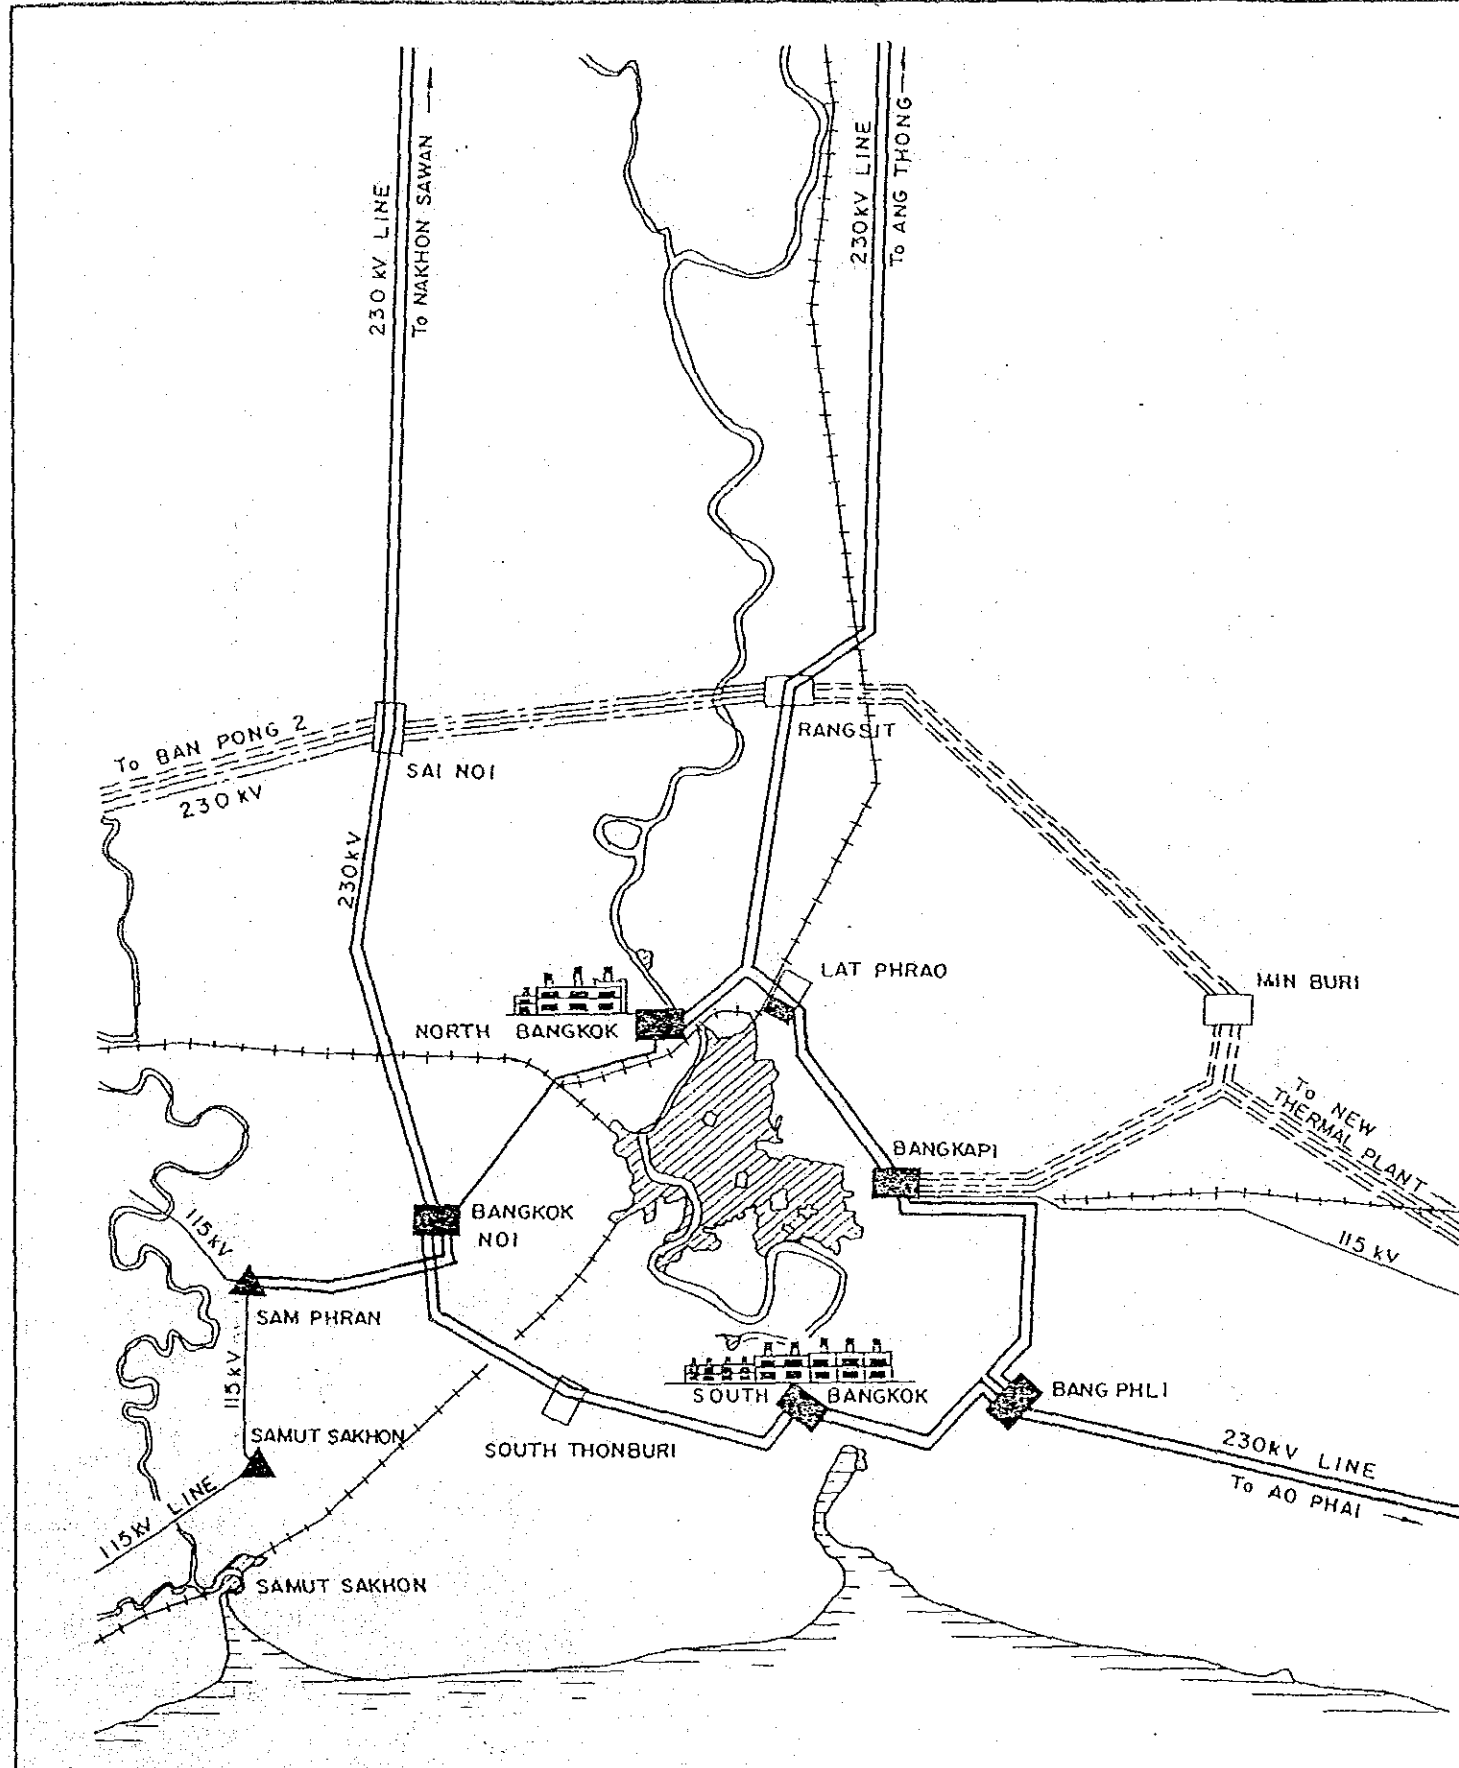 230 kV LINE
To NAKHON SAWAN
230kV LINE
To ANG THONG
To BAN PONG 2
230 kV
SAI NOI
RANGSIT
230kV
LAT PHRAO
MIN BURI
NORTH BANGKOK
To NEW
THERMAL PLANT
BANGKAPI
115kV
BANGKOK
NOI
115 kV
SAM PHRAN
115kV
SOUTH BANGKOK
BANG PHLI
SAMUT SAKHON
SOUTH THONBURI
230kV LINE
To AO PHAI
115kV LINE
SAMUT SAKHON